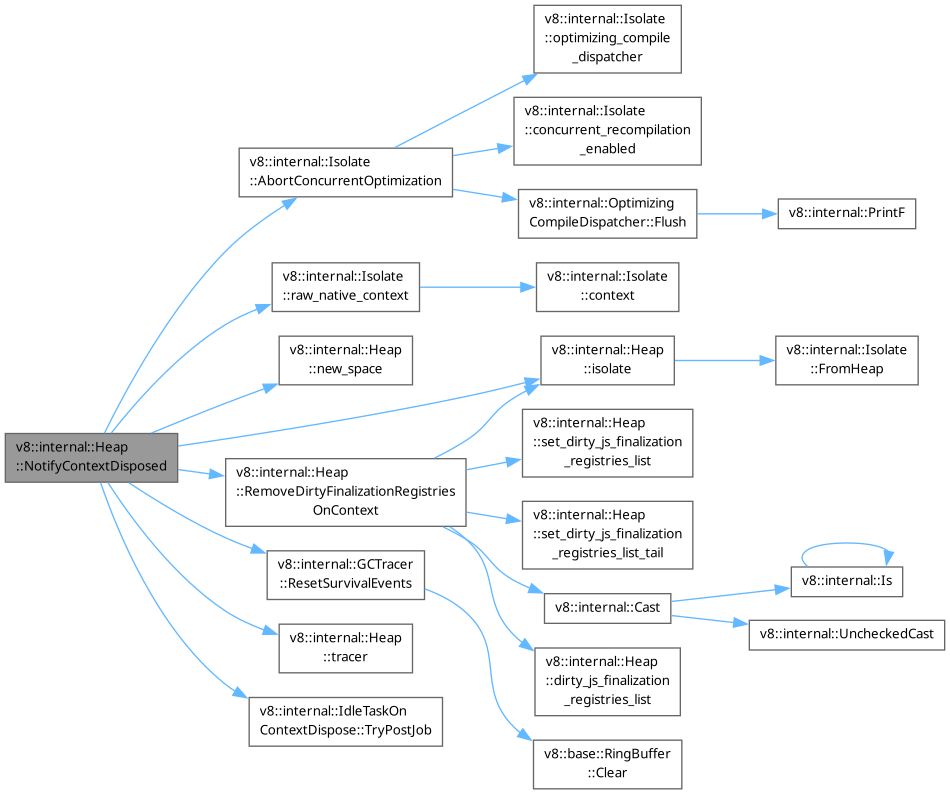 v8::internal::Heap
::NotifyContextDisposed
v8::internal::Isolate
::AbortConcurrentOptimization
v8::internal::Isolate
::optimizing_compile
_dispatcher
v8::internal::Isolate
::concurrent_recompilation
_enabled
v8::internal::Optimizing
CompileDispatcher::Flush
v8::internal::PrintF
v8::internal::Isolate
::raw_native_context
v8::internal::Isolate
::context
v8::internal::Heap
::new_space
v8::internal::Heap
::isolate
v8::internal::Isolate
::FromHeap
v8::internal::Heap
::RemoveDirtyFinalizationRegistries
OnContext
v8::internal::Heap
::set_dirty_js_finalization
_registries_list
v8::internal::Heap
::set_dirty_js_finalization
_registries_list_tail
v8::internal::Cast
v8::internal::Is
v8::internal::UncheckedCast
v8::internal::Heap
::dirty_js_finalization
_registries_list
v8::internal::GCTracer
::ResetSurvivalEvents
v8::base::RingBuffer
::Clear
v8::internal::Heap
::tracer
v8::internal::IdleTaskOn
ContextDispose::TryPostJob